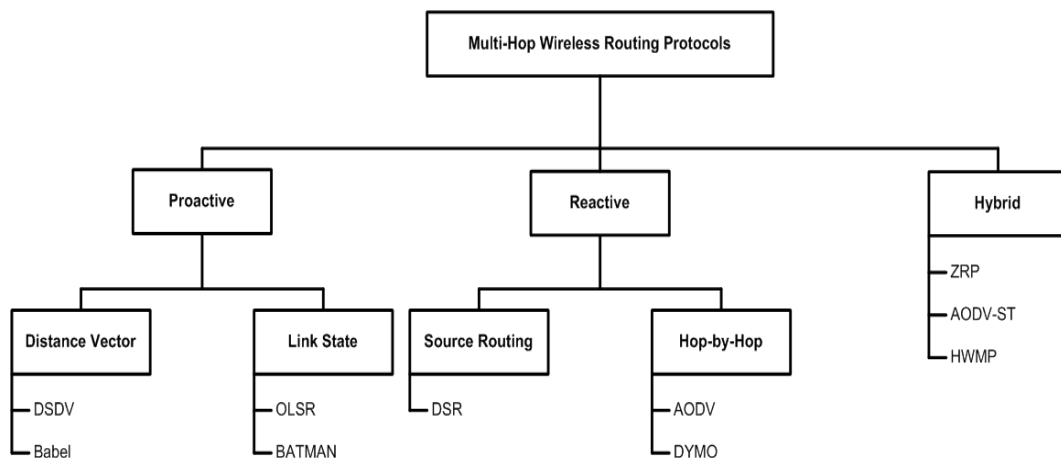 Multi-Hop Wireless Routing Protocols
Proactive
Reactive
Hybrid
ZRP
AODV-ST
HWMP
Distance Vector
Link State
Source Routing
Hop-by-Hop
DSDV
OLSR
DSR
AODV
Babel
BATMAN
DYMO